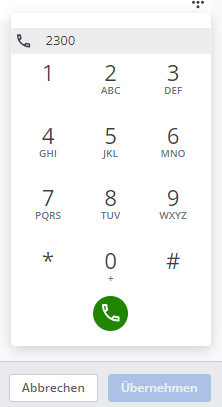 2300
1 2 3
ABC DEF
4 5 6
GHI JKL MNO
7 8 9
PQRS TUV WXYZ
* 0 #
+
Abbrechen Übernehmen